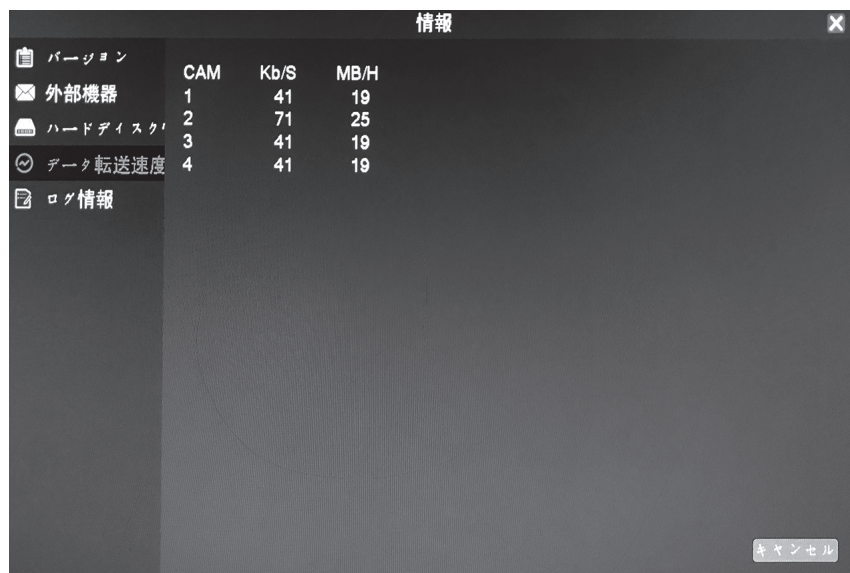 情報
バージョン
外部機器
ハードディスク
データ転送速度
ログ情報
CAM Kb/S MB/H
1 41 19
2 71 25
3 41 19
4 41 19
キャンセル